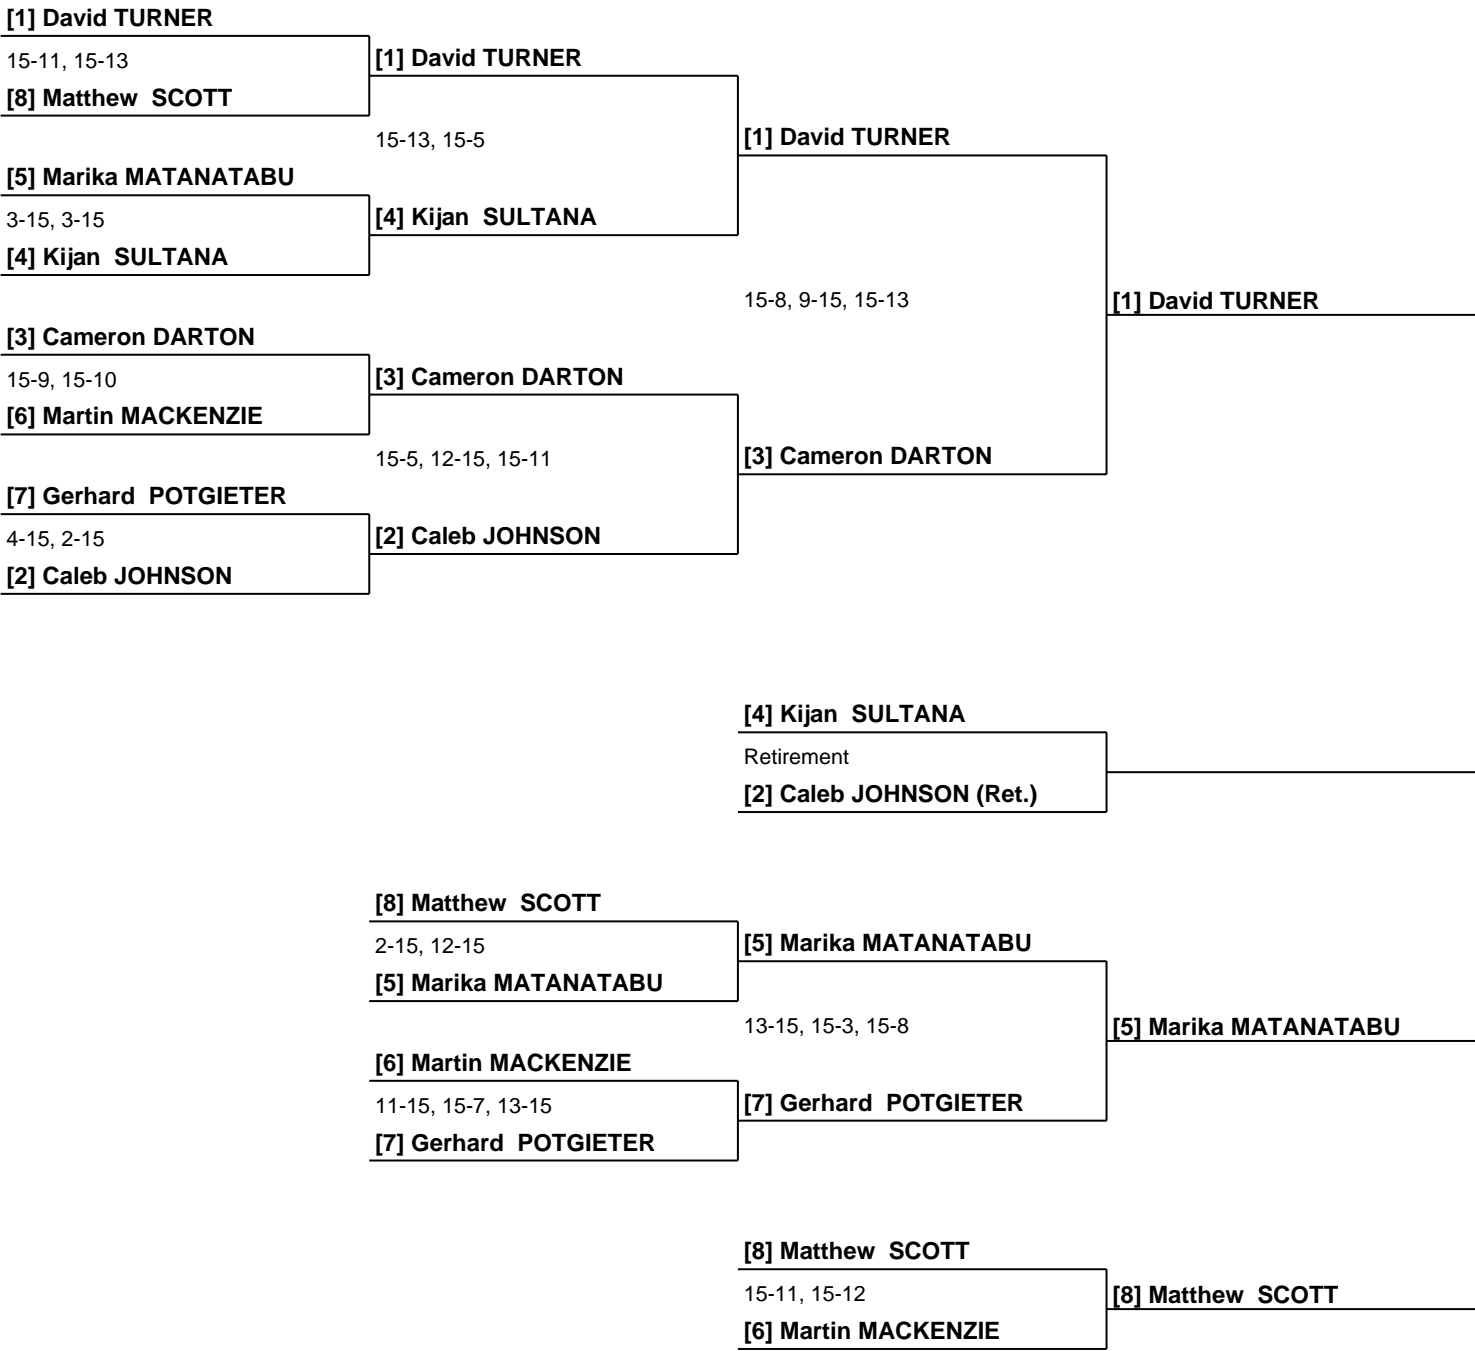 [1] David TURNER
15-11, 15-13
[8] Matthew  SCOTT
[1] David TURNER
15-13, 15-5
[5] Marika MATANATABU
3-15, 3-15
[4] Kijan  SULTANA
[4] Kijan  SULTANA
[1] David TURNER
15-8, 9-15, 15-13
[1] David TURNER
[3] Cameron DARTON
15-9, 15-10
[6] Martin MACKENZIE
[3] Cameron DARTON
15-5, 12-15, 15-11
[3] Cameron DARTON
[7] Gerhard  POTGIETER
4-15, 2-15
[2] Caleb JOHNSON
[2] Caleb JOHNSON
[4] Kijan  SULTANA
Retirement
[2] Caleb JOHNSON (Ret.)
[8] Matthew  SCOTT
2-15, 12-15
[5] Marika MATANATABU
[5] Marika MATANATABU
13-15, 15-3, 15-8
[5] Marika MATANATABU
[6] Martin MACKENZIE
11-15, 15-7, 13-15
[7] Gerhard  POTGIETER
[7] Gerhard  POTGIETER
[8] Matthew  SCOTT
15-11, 15-12
[6] Martin MACKENZIE
[8] Matthew  SCOTT